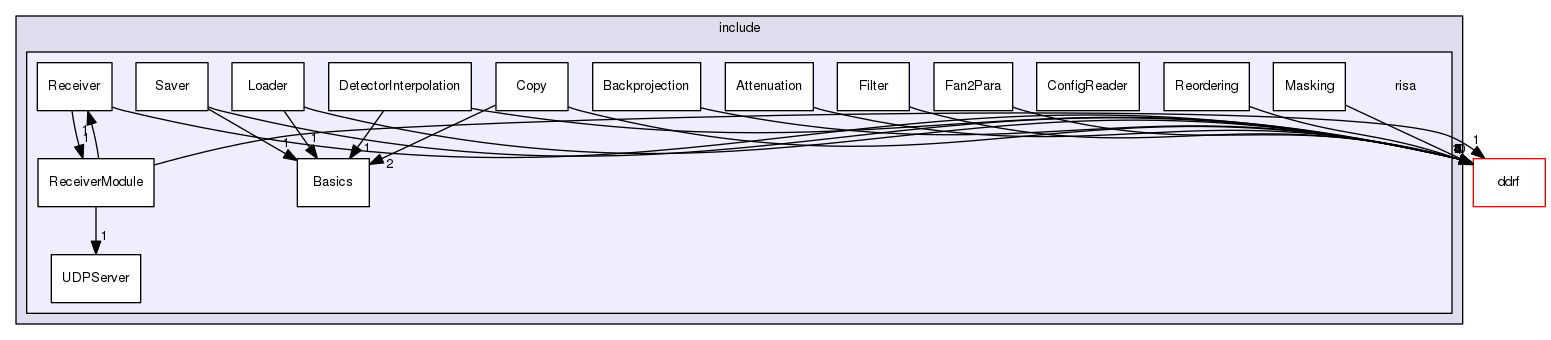 include
Receiver
Saver
Loader
DetectorInterpolation
Copy
Backprojection
Attenuation
Filter
Fan2Para
ConfigReader
Reordering
Masking
risa
1
1
1
1
1
2
1
ReceiverModule
Basics
ddrf
1
UDPServer